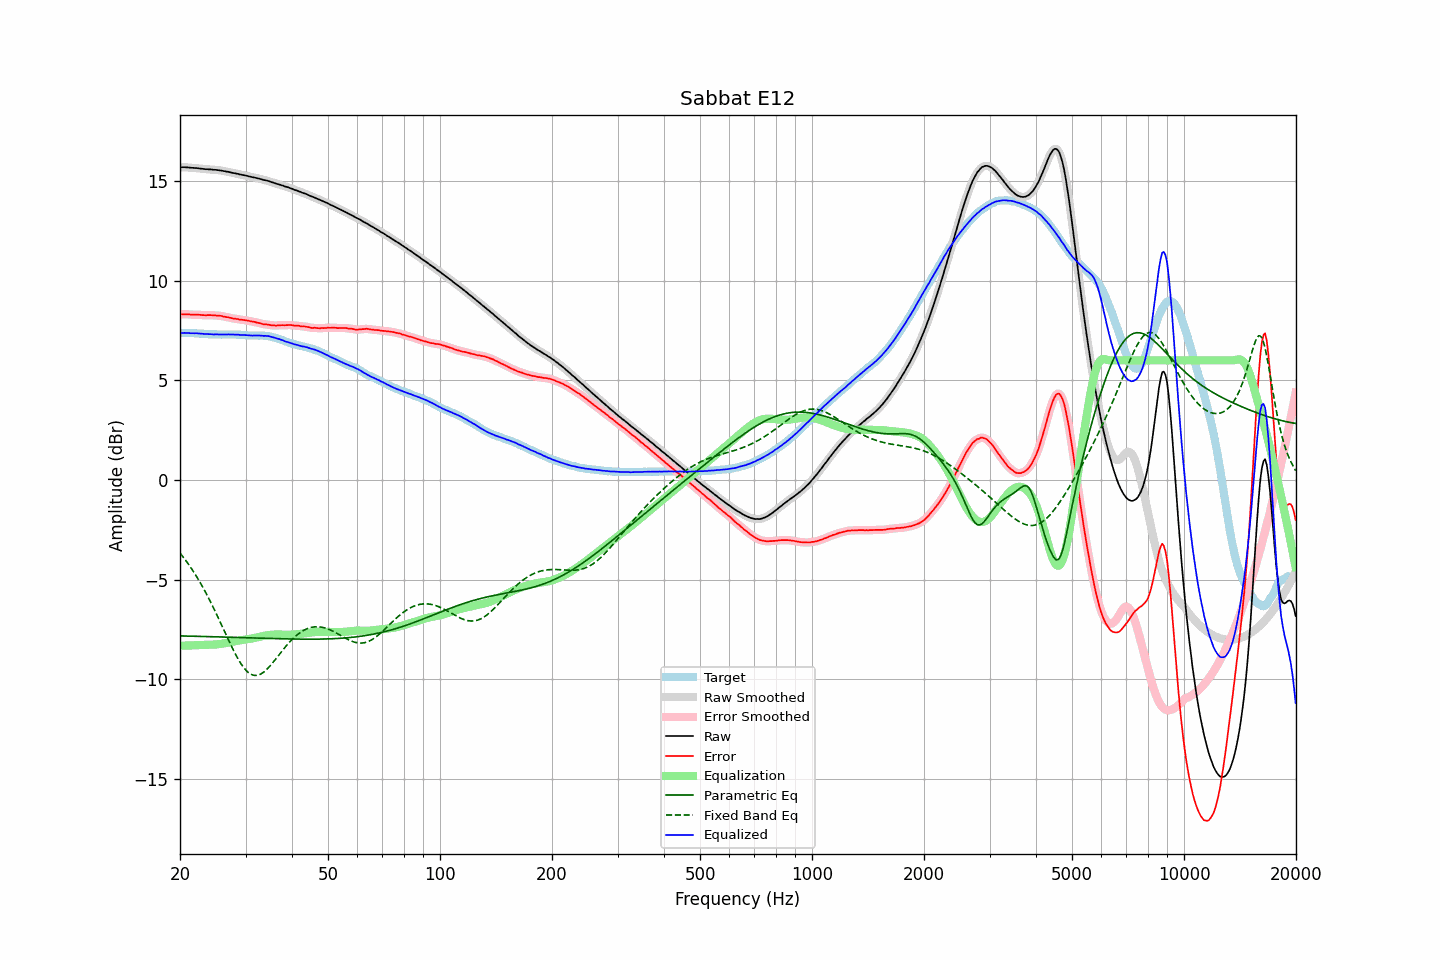 Sabbat E12
Amplitude (dBr)
15
10
5
0
−5
−10
−15
Target
Raw Smoothed
Error Smoothed
Raw
Error
Equalization
Parametric Eq
Fixed Band Eq
Equalized
20 50 100 200 500 1000 2000 5000 10000 20000
Frequency (Hz)